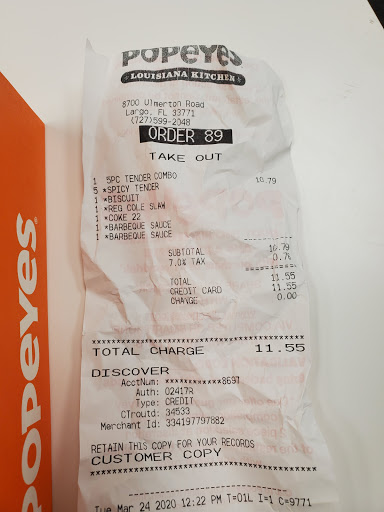 POPEYES
LOUISIANA KITCHEN
8700 Ulmerton Road
Largo, FL 33771
(727)599-2048
ORDER 89
TAKE OUT
1 5PC TENDER COMBO 10.79
5 *SPICY TENDER
1 *BISCUIT
1 *REG COLE SLAW
1 *COKE 22
1 *BARBEQUE SAUCE
1 *BARBEQUE SAUCE
SUBTOTAL 10.79
7.0% TAX 0.76
TOTAL 11.55
CREDIT CARD 11.55
CHANGE 0.00
TOTAL CHARGE 11.55
DISCOVER
AcctNum: ************8697
Auth: 02417R
Type: CREDIT
CTroutd: 34533
Merchant Id: 334197797882
RETAIN THIS COPY FOR YOUR RECORDS
CUSTOMER COPY
Tue Mar 24 2020 12:22 PM T=01L I=1 C=9771
POPEYES®